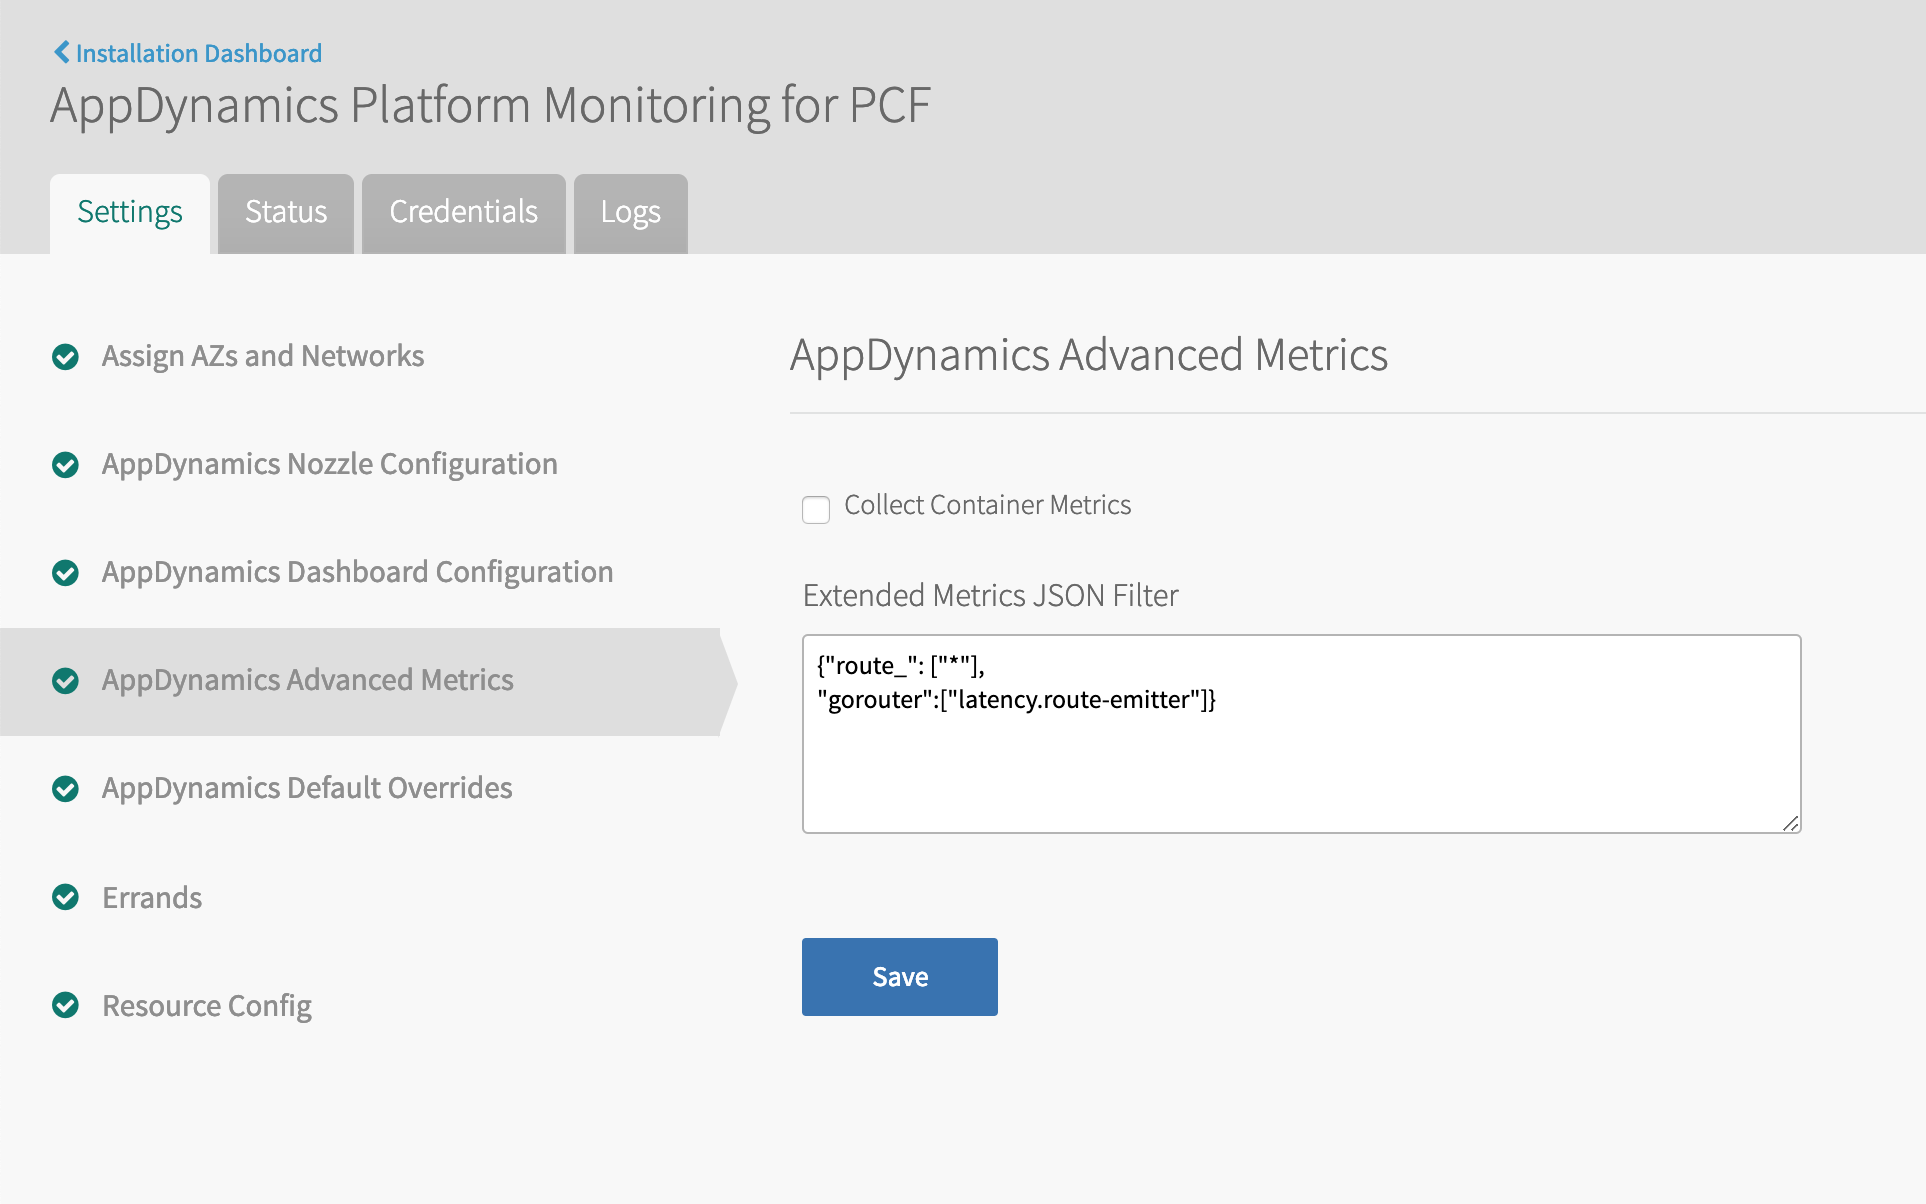 Installation Dashboard
AppDynamics Platform Monitoring for PCF
Settings
Status
Credentials
Logs
Assign AZs and Networks
AppDynamics Nozzle Configuration
AppDynamics Dashboard Configuration
AppDynamics Advanced Metrics
AppDynamics Default Overrides
Errands
Resource Config
AppDynamics Advanced Metrics
Collect Container Metrics
Extended Metrics JSON Filter
{"route_": ["*"],
"gorouter":["latency.route-emitter"]}
Save